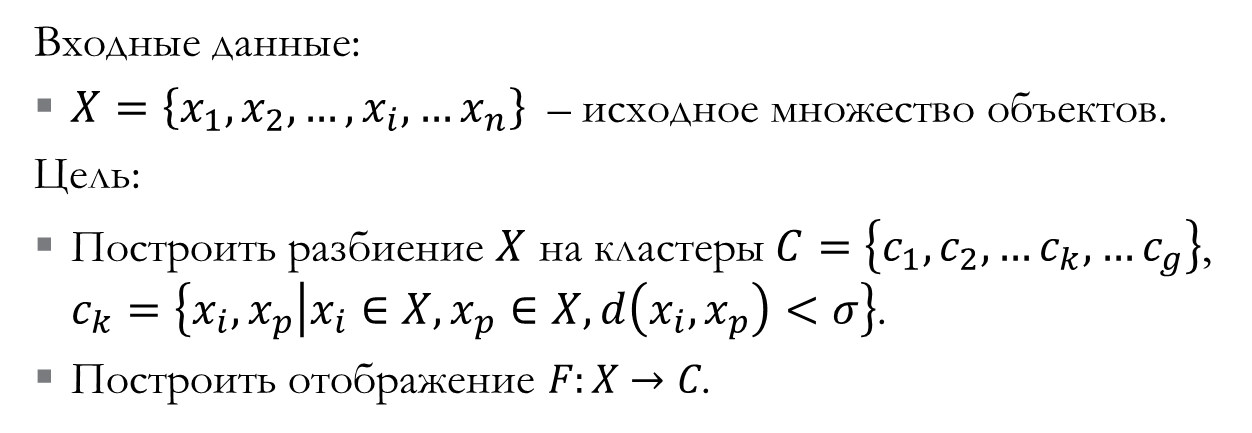 Входные данные:
▪ X = {x₁, x₂, … , xᵢ, … xₙ} – исходное множество объектов.
Цель:
▪ Построить разбиение X на кластеры C = {c₁, c₂, … cₖ, … c_g},
cₖ = {xᵢ, xₚ|xᵢ ∈ X, xₚ ∈ X, d(xᵢ, xₚ) < σ}.
▪ Построить отображение F: X → C.